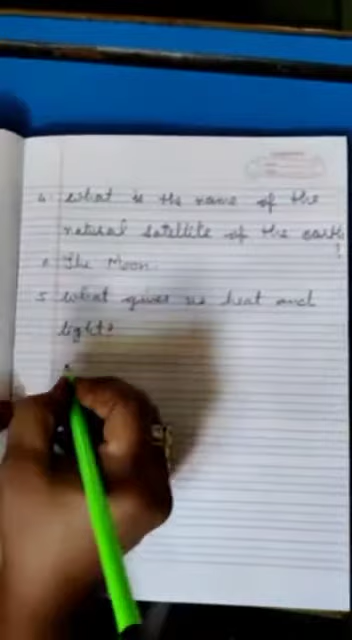 4. What is the name of the
natural satellite of the earth
?
A. The Moon.
5. What gives us heat and
light?
A